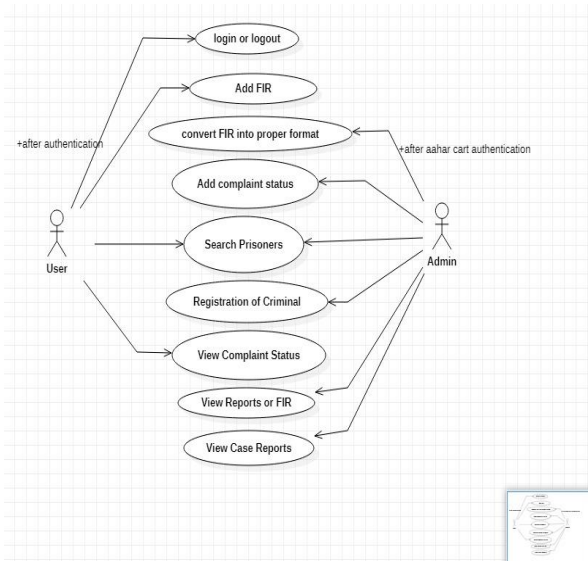 login or logout
Add FIR
convert FIR into proper format
+after authentication
+after aahar cart authentication
Add complaint status
Search Prisoners
User
Admin
Registration of Criminal
View Complaint Status
View Reports or FIR
View Case Reports